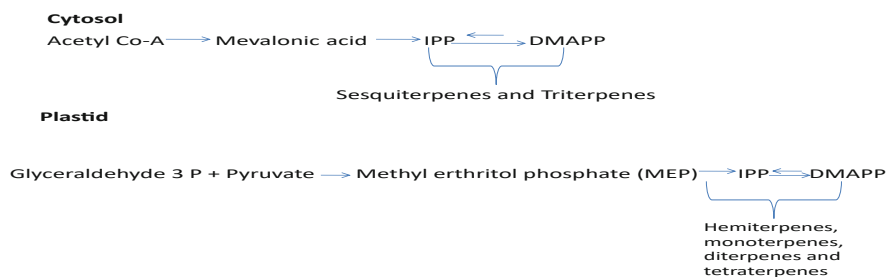 Cytosol
Acetyl Co-A Mevalonic acid IPP DMAPP
Sesquiterpenes and Triterpenes
Plastid
Glyceraldehyde 3 P + Pyruvate Methyl erthritol phosphate (MEP) IPP DMAPP
Hemiterpenes,
monoterpenes,
diterpenes and
tetraterpenes